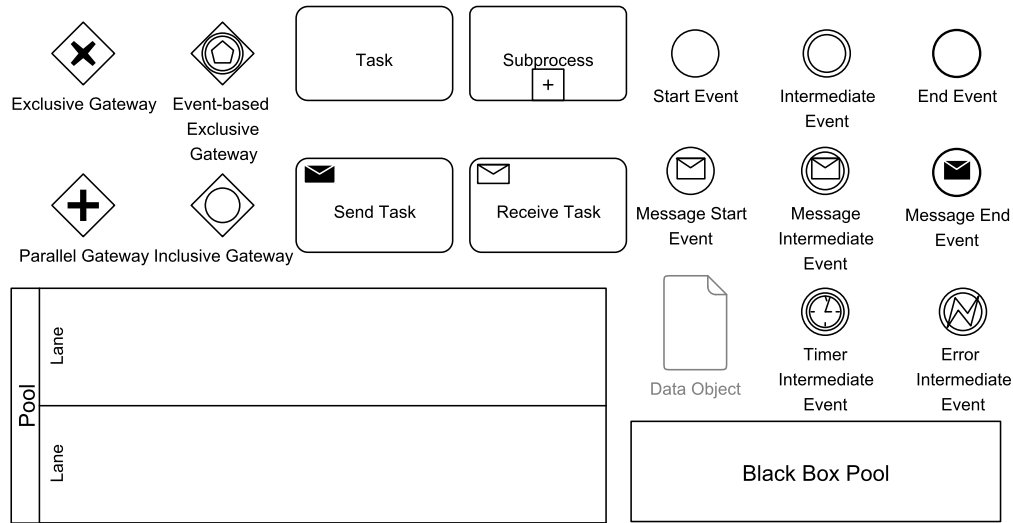 Task
Subprocess
+
Exclusive Gateway
Event-based
Exclusive
Gateway
Start Event
Intermediate
Event
End Event
Send Task
Receive Task
Parallel Gateway
Inclusive Gateway
Message Start
Event
Message
Intermediate
Event
Message End
Event
Pool
Lane
Lane
Data Object
Timer
Intermediate
Event
Error
Intermediate
Event
Black Box Pool